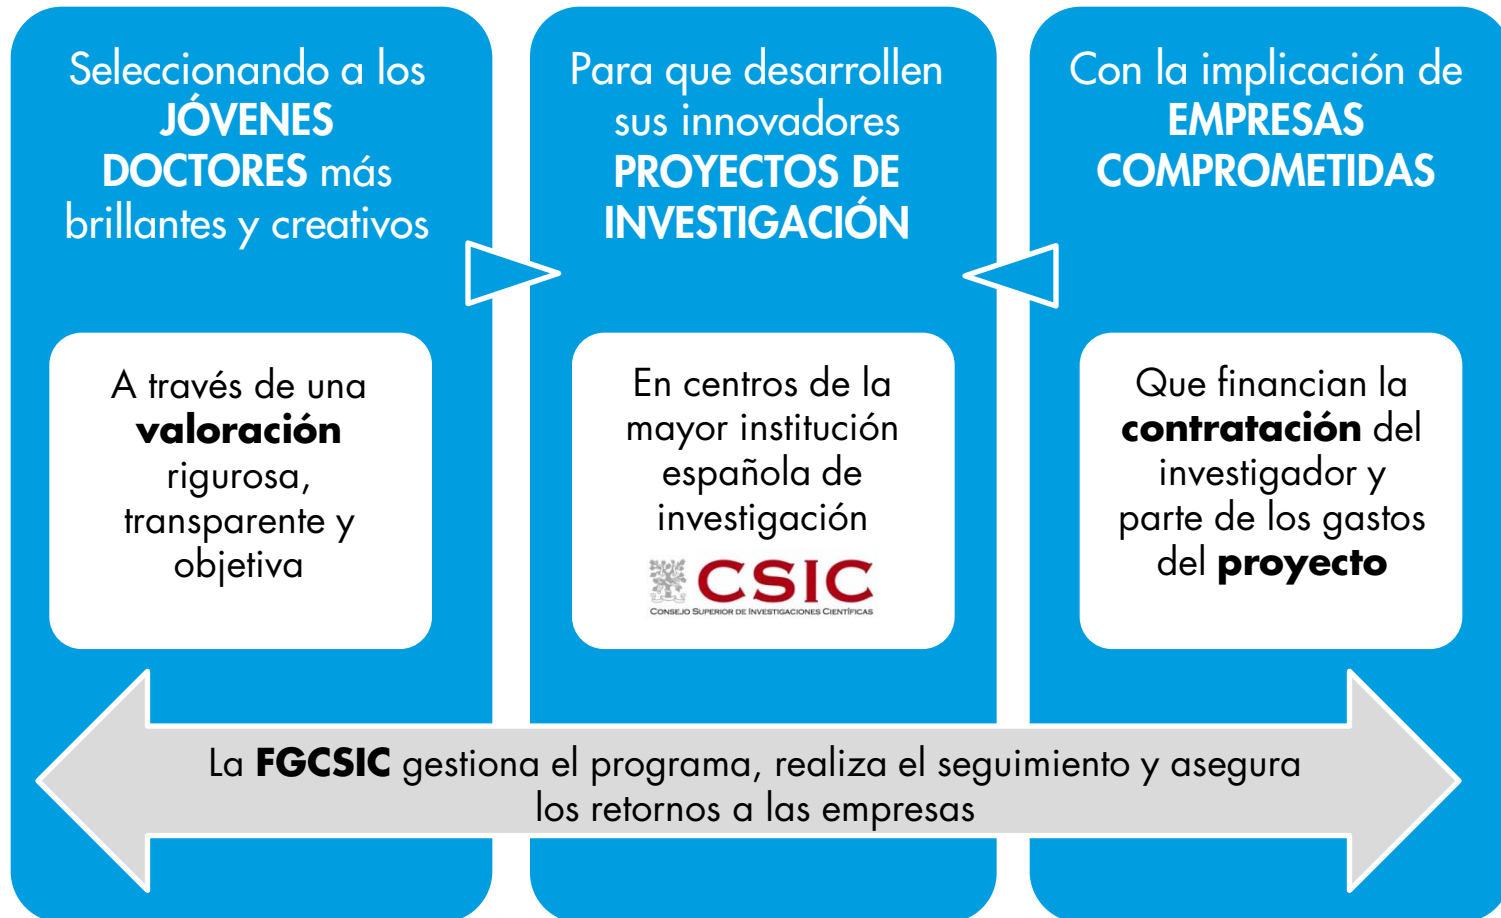 Seleccionando a los
JÓVENES
DOCTORES más
brillantes y creativos
A través de una
valoración
rigurosa,
transparente y
objetiva
Para que desarrollen
sus innovadores
PROYECTOS DE
INVESTIGACIÓN
En centros de la
mayor institución
española de
investigación
CSIC
CONSEJO SUPERIOR DE INVESTIGACIONES CIENTÍFICAS
Con la implicación de
EMPRESAS
COMPROMETIDAS
Que financian la
contratación del
investigador y
parte de los gastos
del proyecto
La FGCSIC gestiona el programa, realiza el seguimiento y asegura
los retornos a las empresas